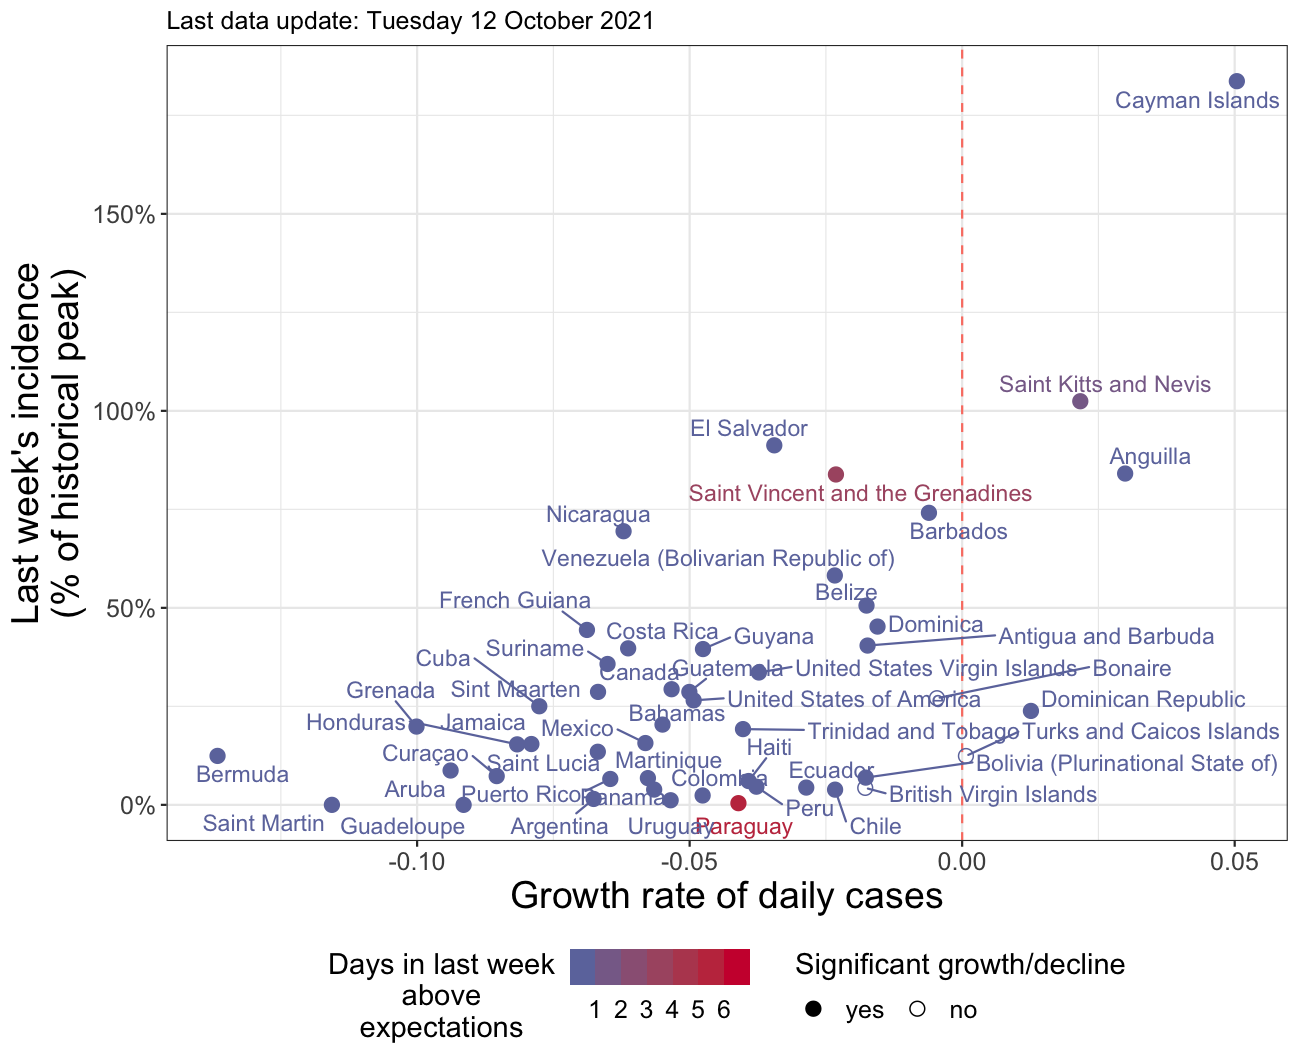 Last data update: Tuesday 12 October 2021
Last week's incidence
(% of historical peak)
150%
100%
50%
0%
Cayman Islands
Saint Kitts and Nevis
El Salvador
Anguilla
Saint Vincent and the Grenadines
Nicaragua
Barbados
Venezuela (Bolivarian Republic of)
Belize
French Guiana
Dominica
Costa Rica
Guyana
Antigua and Barbuda
Suriname
Cuba
Canada
Guatemala
United States Virgin Islands
Bonaire
Grenada
Sint Maarten
United States of America
Dominican Republic
Bahamas
Honduras
Jamaica
Mexico
Trinidad and Tobago
Turks and Caicos Islands
Haiti
Curaçao
Saint Lucia
Martinique
Bolivia (Plurinational State of)
Bermuda
Colombia
Ecuador
Aruba
Puerto Rico
Panama
British Virgin Islands
Peru
Saint Martin
Guadeloupe
Argentina
Uruguay
Paraguay
Chile
-0.10
-0.05
0.00
0.05
Growth rate of daily cases
Days in last week
above
expectations
1 2 3 4 5 6
Significant growth/decline
yes
no